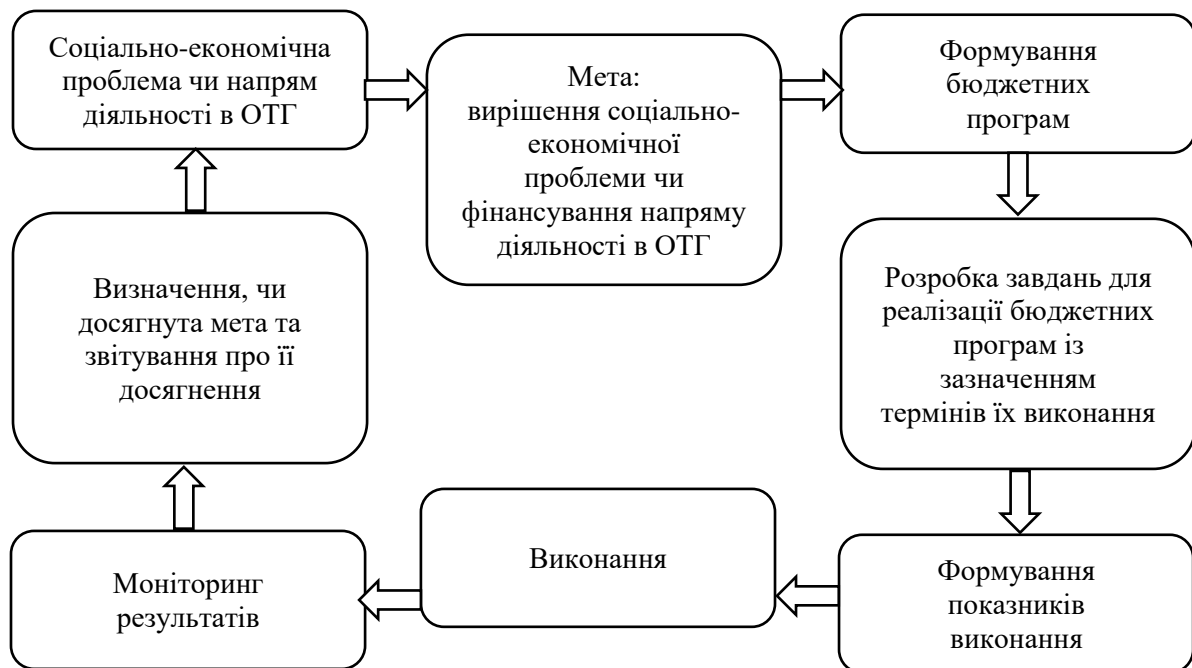 Соціально-економічна
проблема чи напрям
діяльності в ОТГ
Мета:
вирішення соціально-
економічної
проблеми чи
фінансування напряму
діяльності в ОТГ
Формування
бюджетних
програм
Розробка завдань для
реалізації бюджетних
програм із
зазначенням
термінів їх виконання
Формування
показників
виконання
Виконання
Моніторинг
результатів
Визначення, чи
досягнута мета та
звітування про її
досягнення